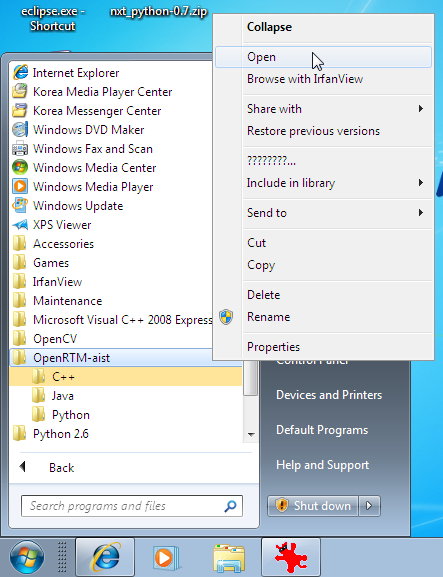 eclipse.exe -
Shortcut
nxt_python-0.7.zip
Internet Explorer
Korea Media Player Center
Korea Messenger Center
Windows DVD Maker
Windows Fax and Scan
Windows Media Center
Windows Media Player
Windows Update
XPS Viewer
Accessories
Games
IrfanView
Maintenance
Microsoft Visual C++ 2008 Express
OpenCV
OpenRTM-aist
C++
Java
Python
Python 2.6
Back
Search programs and files
Collapse
Open
Browse with IrfanView
Share with
Restore previous versions
????????...
Include in library
Send to
Cut
Copy
Delete
Rename
Properties
Control Panel
Devices and Printers
Default Programs
Help and Support
Shut down